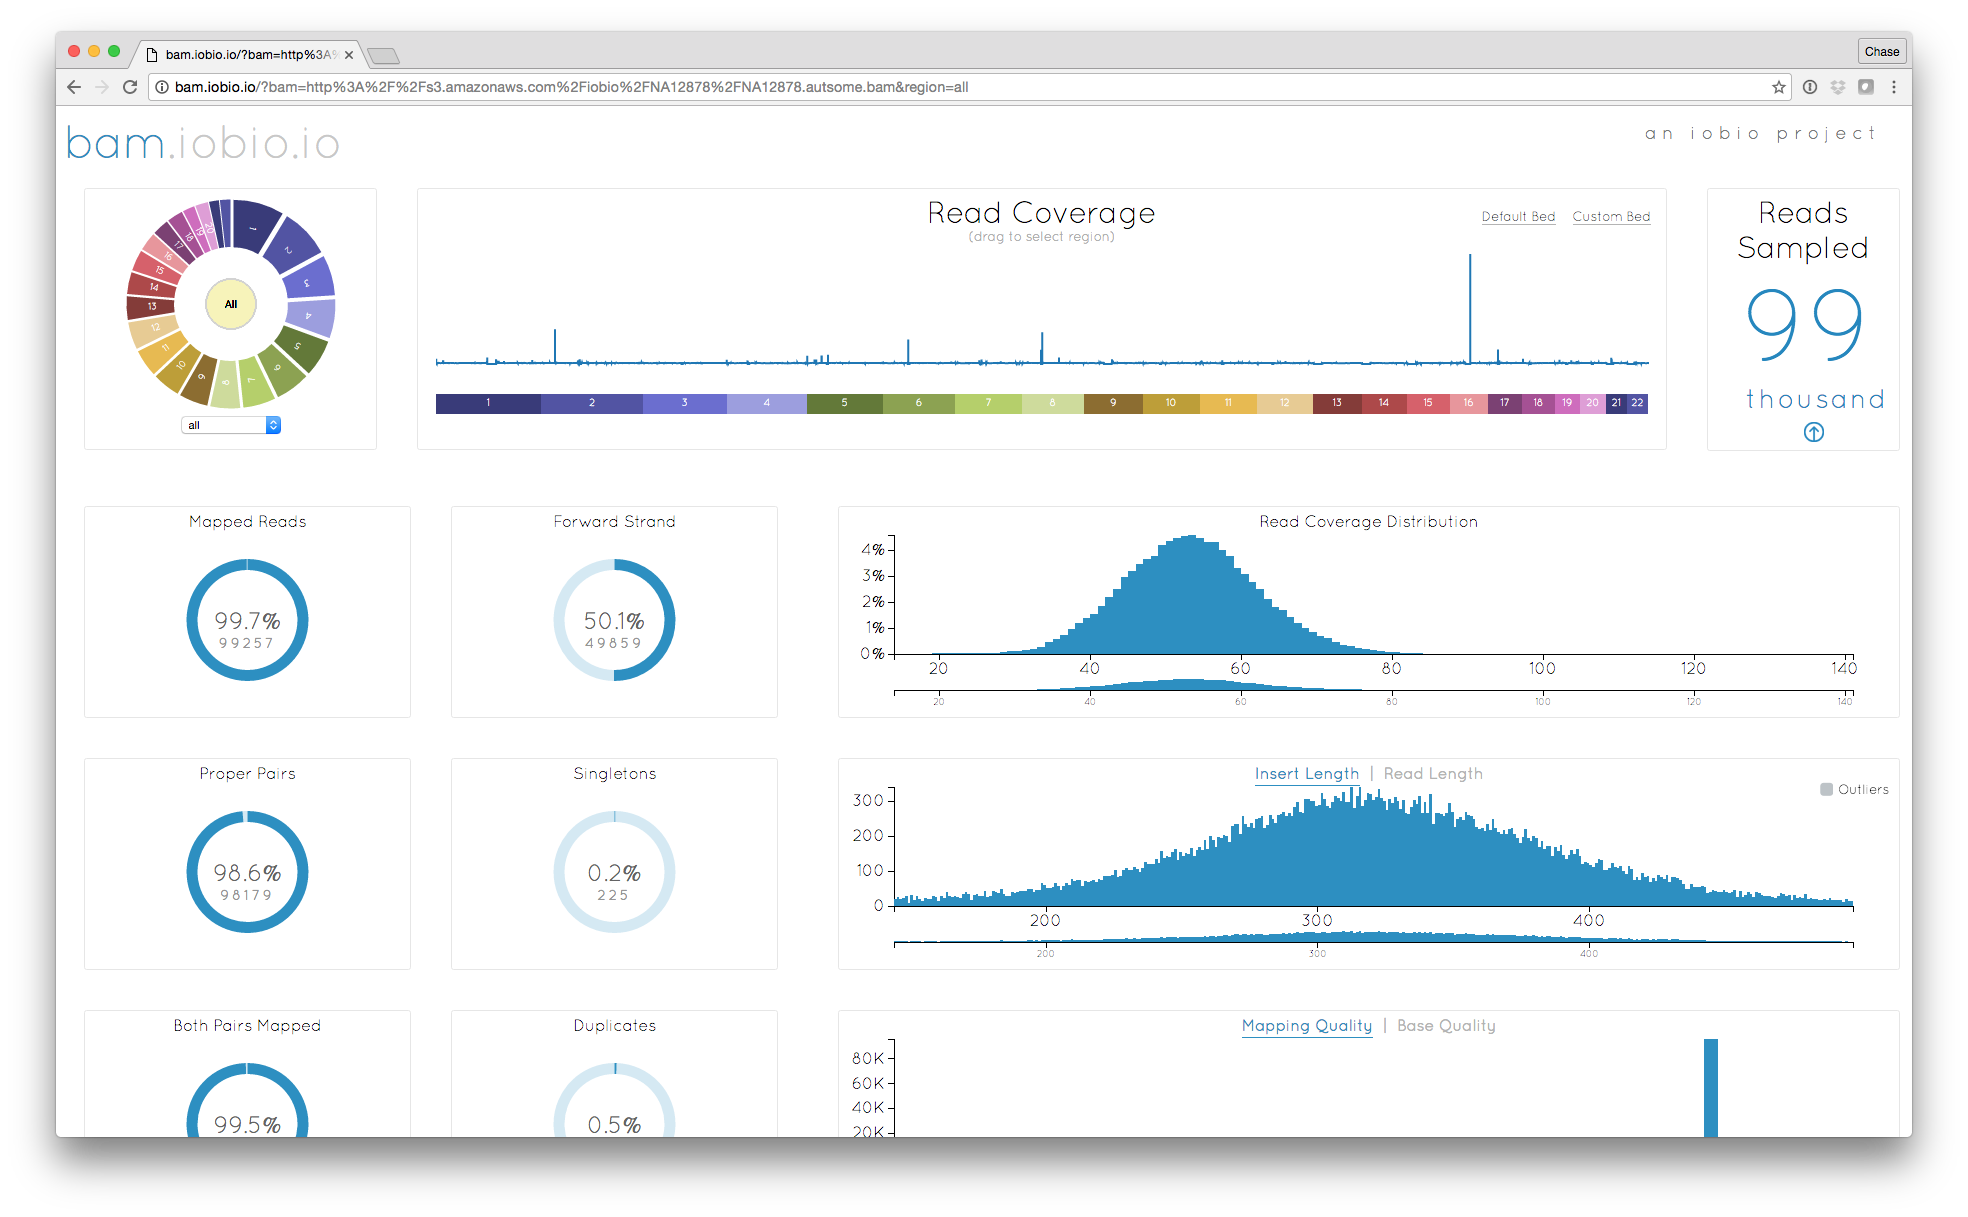 bam.iobio.io/?bam=http%3A%
Chase
bam.iobio.io/?bam=http%3A%2F%2Fs3.amazonaws.com%2Fiobio%2FNA12878%2FNA12878.autsome.bam&region=all
bam.iobio.io
an iobio project
1 2 3 4 5 6 7 8 9 10 11 12 13 14 15 16 17 18 19 20
All
all
Read Coverage
(drag to select region)
Default Bed Custom Bed
1 2 3 4 5 6 7 8 9 10 11 12 13 14 15 16 17 18 19 20 21 22
Reads
Sampled
99
thousand
Mapped Reads
99.7%
99257
Forward Strand
50.1%
49859
Read Coverage Distribution
4%
3%
2%
1%
0%
20 40 60 80 100 120 140
20 40 60 80 100 120 140
Proper Pairs
98.6%
98179
Singletons
0.2%
225
Insert Length | Read Length
Outliers
300
200
100
0
200 300 400
200 300 400
Both Pairs Mapped
99.5%
Duplicates
0.5%
Mapping Quality | Base Quality
80K
60K
40K
20K